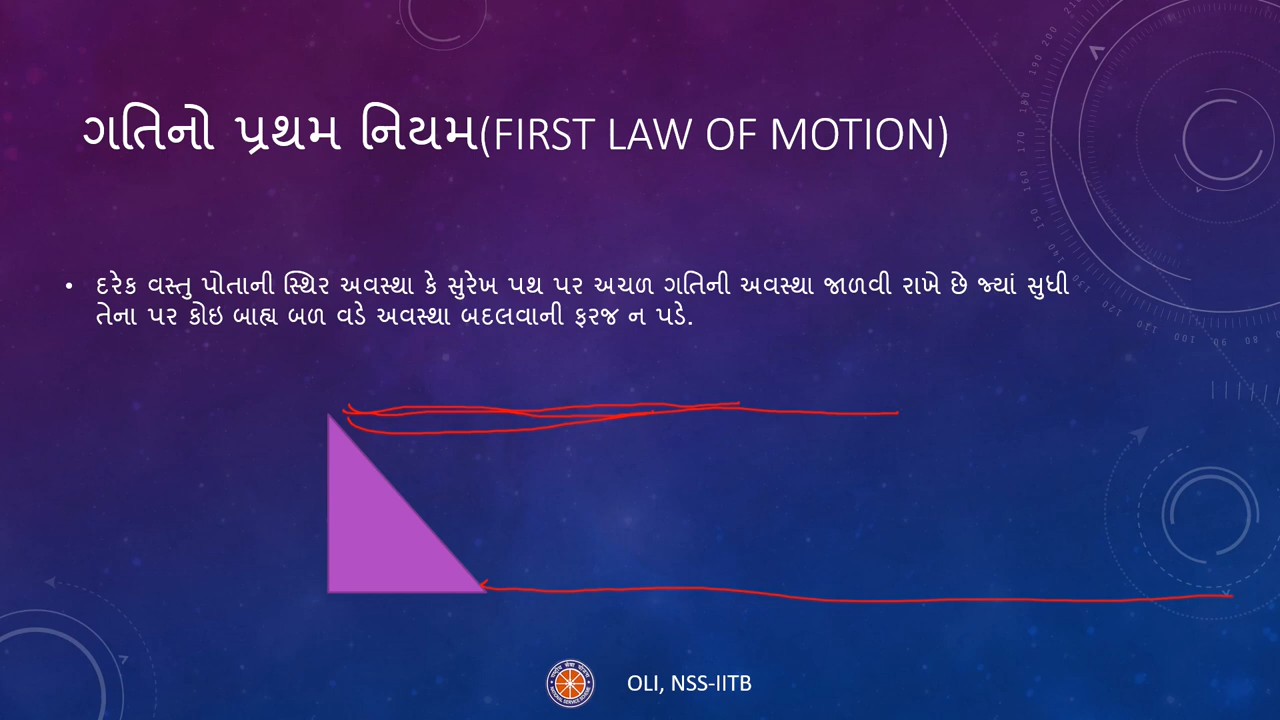 ગતિનો પ્રથમ નિયમ(FIRST LAW OF MOTION)
• દરેક વસ્તુ પોતાની સ્થિર અવસ્થા કે સુરેખ પથ પર અચળ ગતિની અવસ્થા જાળવી રાખે છે જ્યાં સુધી
તેના પર કોઇ બાહ્ય બળ વડે અવસ્થા બદલવાની ફરજ ન પડે.
OLI, NSS-IITB